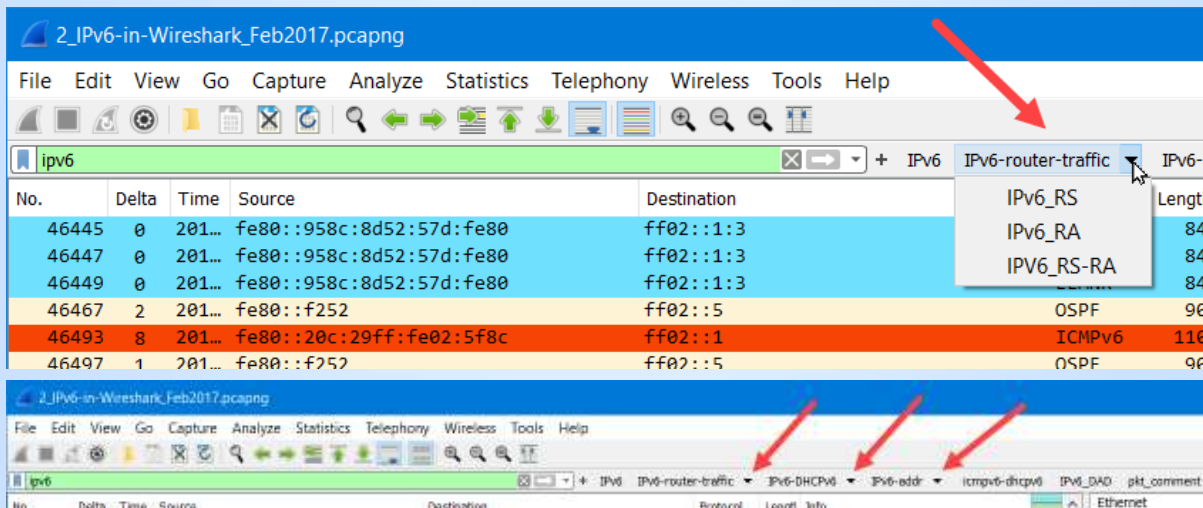 2_IPv6-in-Wireshark_Feb2017.pcapng
File Edit View Go Capture Analyze Statistics Telephony Wireless Tools Help
ipv6 + IPv6 IPv6-router-traffic IPv6-
IPv6_RS
IPv6_RA
IPV6_RS-RA
No. Delta Time Source Destination Lengt
46445 0 201… fe80::958c:8d52:57d:fe80 ff02::1:3 84
46447 0 201… fe80::958c:8d52:57d:fe80 ff02::1:3 84
46449 0 201… fe80::958c:8d52:57d:fe80 ff02::1:3 84
46467 2 201… fe80::f252 ff02::5 OSPF 90
46493 8 201… fe80::20c:29ff:fe02:5f8c ff02::1 ICMPv6 110
46497 1 201… fe80::f252 ff02::5 OSPF
2_IPv6-in-Wireshark_Feb2017.pcapng
File Edit View Go Capture Analyze Statistics Telephony Wireless Tools Help
ipv6 + IPv6 IPv6-router-traffic IPv6-DHCPv6 IPv6-addr icmpv6-dhcpv6 IPv6_DAD pkt_comment
No. Delta Time Source Destination Protocol Lengtl Info Ethernet